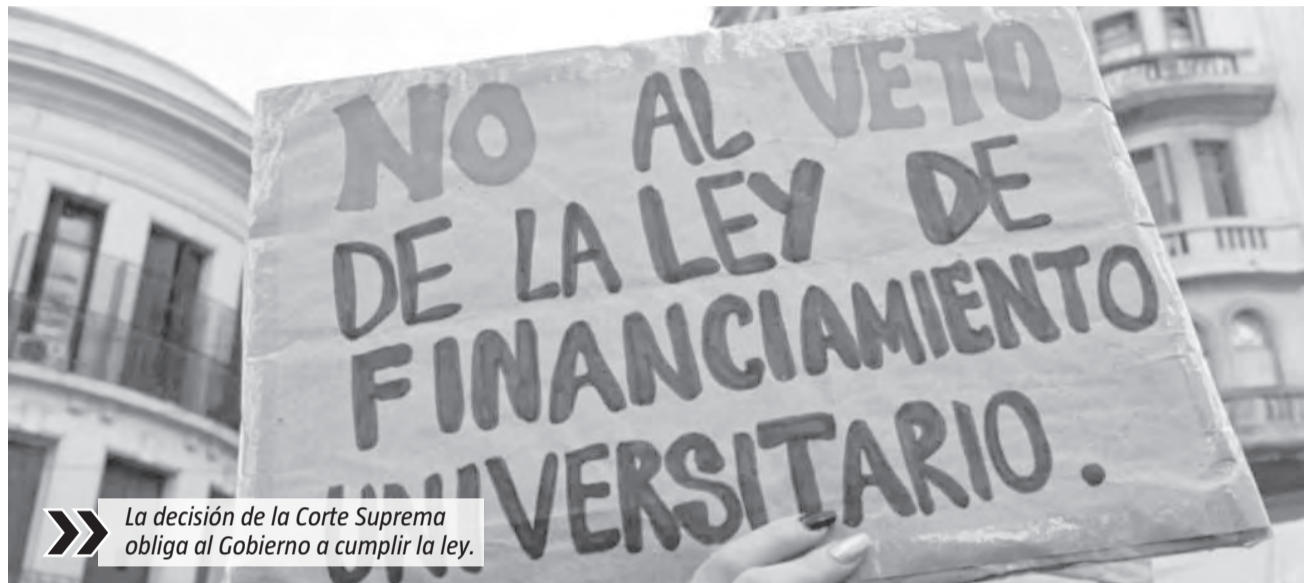 NO AL VETO
DE LA LEY DE
FINANCIAMIENTO
UNIVERSITARIO.
La decisión de la Corte Suprema
obliga al Gobierno a cumplir la ley.